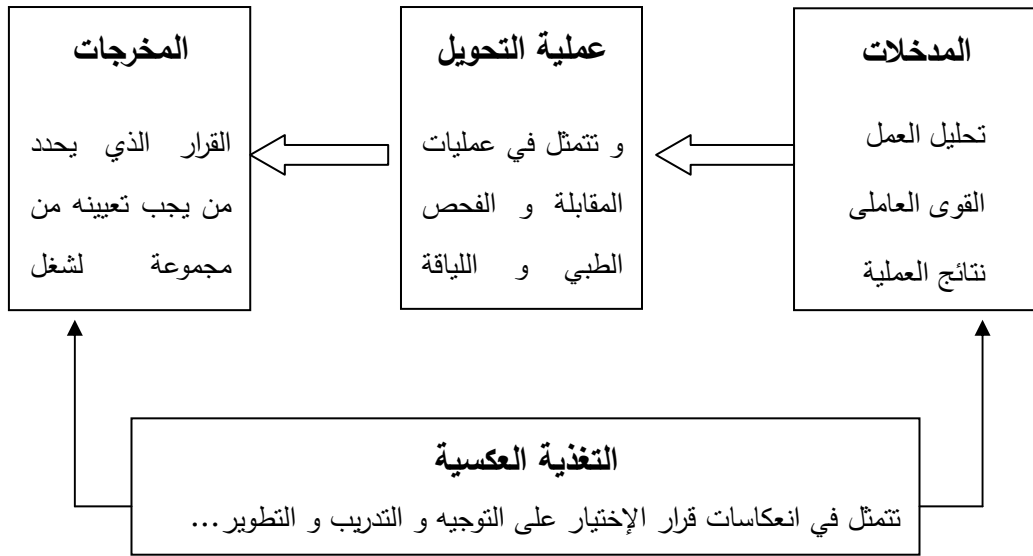 المدخلات
تحليل العمل
القوى العاملى
نتائج العملية
عملية التحويل
و تتمثل في عمليات
المقابلة و الفحص
الطبي و اللياقة
المخرجات
القرار الذي يحدد
من يجب تعيينه من
مجموعة لشغل
التغذية العكسية
تتمثل في انعكاسات قرار الإختيار على التوجيه و التدريب و التطوير...